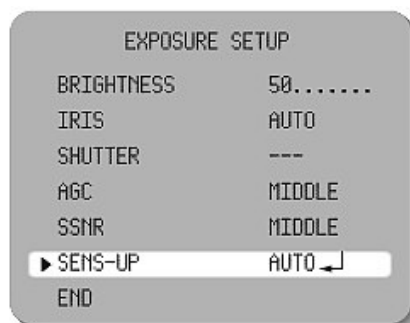 EXPOSURE SETUP
BRIGHTNESS 50.......
IRIS AUTO
SHUTTER ---
AGC MIDDLE
SSNR MIDDLE
▶ SENS-UP AUTO ↵
END